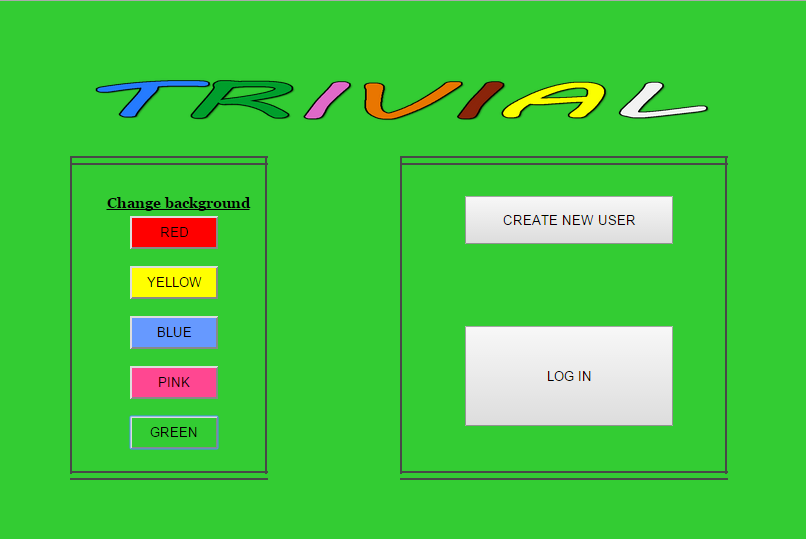 TRIVIAL
Change background
RED
YELLOW
BLUE
PINK
GREEN
CREATE NEW USER
LOG IN